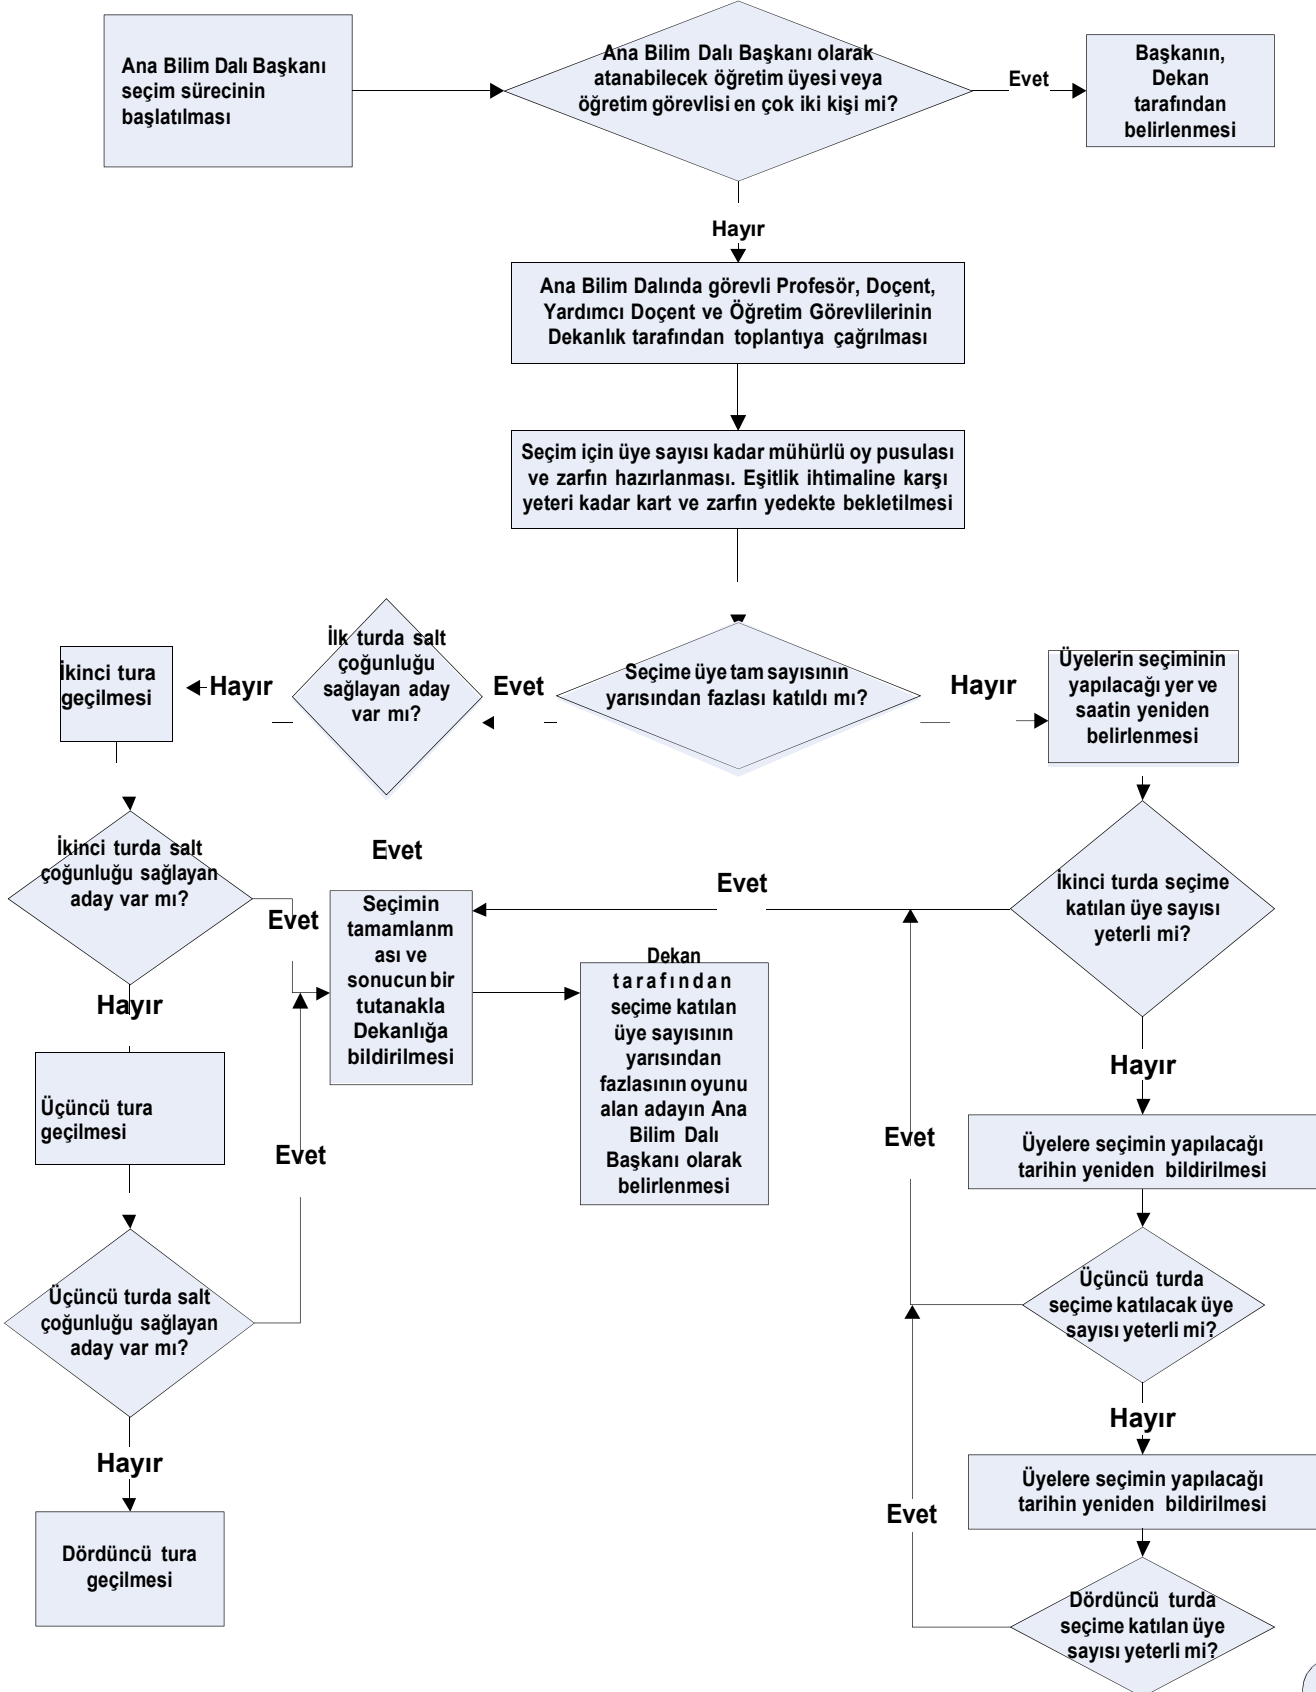 Ana Bilim Dalı Başkanı
seçim sürecinin
başlatılması
Ana Bilim Dalı Başkanı olarak
atanabilecek öğretim üyesi veya
öğretim görevlisi en çok iki kişi mi?
Evet
Başkanın,
Dekan
tarafından
belirlenmesi
Hayır
Ana Bilim Dalında görevli Profesör, Doçent,
Yardımcı Doçent ve Öğretim Görevlilerinin
Dekanlık tarafından toplantıya çağrılması
Seçim için üye sayısı kadar mühürlü oy pusulası
ve zarfın hazırlanması. Eşitlik ihtimaline karşı
yeteri kadar kart ve zarfın yedekte bekletilmesi
İkinci tura
geçilmesi
Hayır
İlk turda salt
çoğunluğu
sağlayan aday
var mı?
Evet
Seçime üye tam sayısının
yarısından fazlası katıldı mı?
Hayır
Üyelerin seçiminin
yapılacağı yer ve
saatin yeniden
belirlenmesi
İkinci turda salt
çoğunluğu sağlayan
aday var mı?
Evet
Evet
Evet
İkinci turda seçime
katılan üye sayısı
yeterli mi?
Seçimin
tamamlanm
ası ve
sonucun bir
tutanakla
Dekanlığa
bildirilmesi
Dekan
tarafından
seçime katılan
üye sayısının
yarısından
fazlasının oyunu
alan adayın Ana
Bilim Dalı
Başkanı olarak
belirlenmesi
Hayır
Üçüncü tura
geçilmesi
Evet
Hayır
Evet
Üyelere seçimin yapılacağı
tarihin yeniden bildirilmesi
Üçüncü turda salt
çoğunluğu sağlayan
aday var mı?
Üçüncü turda
seçime katılacak üye
sayısı yeterli mi?
Hayır
Hayır
Üyelere seçimin yapılacağı
tarihin yeniden bildirilmesi
Evet
Dördüncü tura
geçilmesi
Dördüncü turda
seçime katılan üye
sayısı yeterli mi?